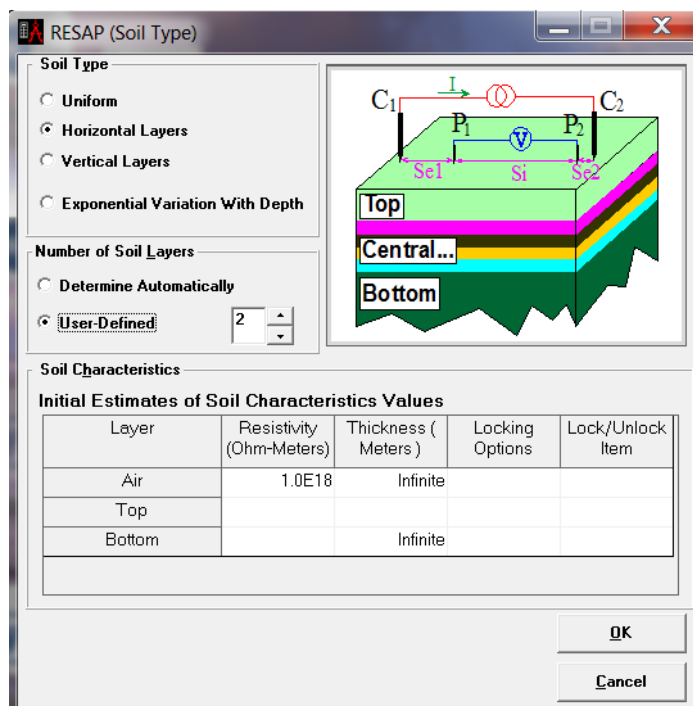 RESAP (Soil Type)
Soil Type
Uniform
Horizontal Layers
Vertical Layers
Exponential Variation With Depth
I
C1 C2
P1 P2
V
Se1 Si Se2
Top
Central...
Bottom
Number of Soil Layers
Determine Automatically
User-Defined 2
Soil Characteristics
Initial Estimates of Soil Characteristics Values
Layer Resistivity (Ohm-Meters) Thickness ( Meters ) Locking Options Lock/Unlock Item
Air 1.0E18 Infinite
Top
Bottom Infinite
OK
Cancel